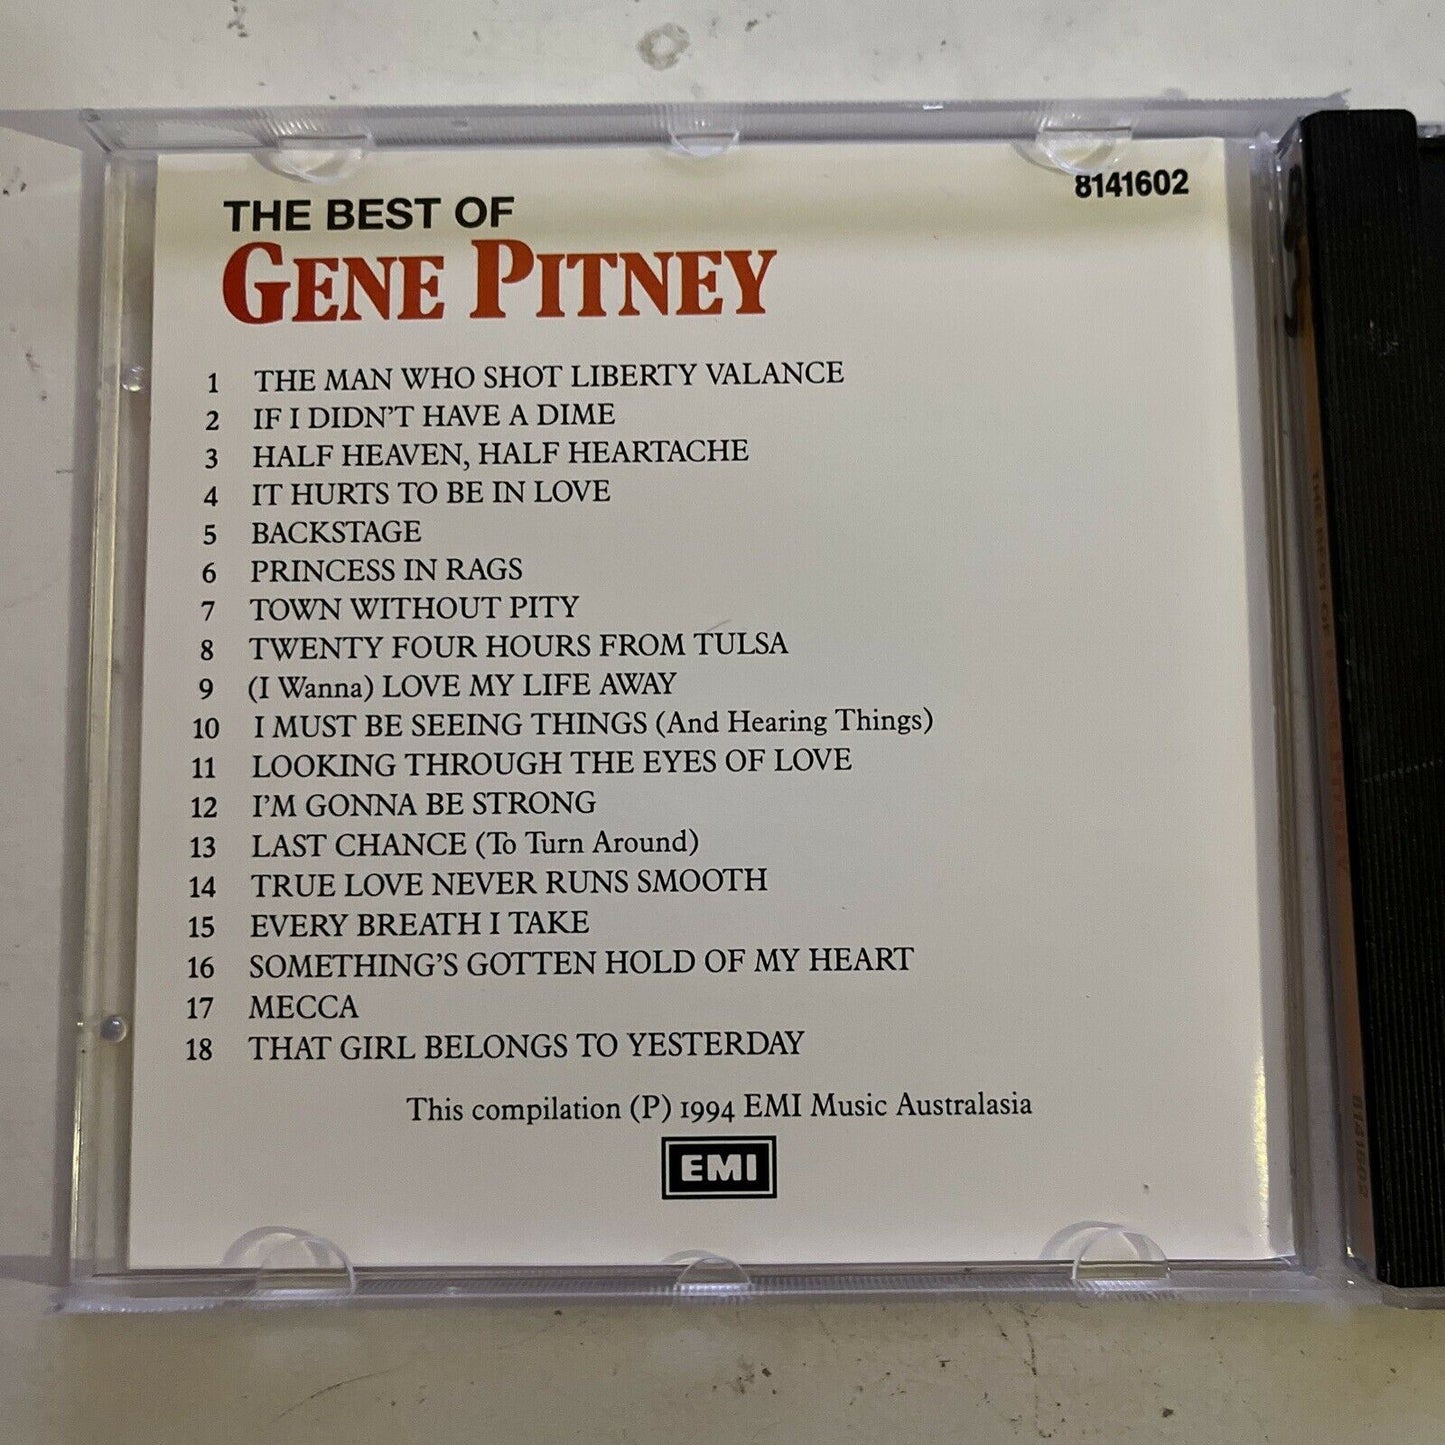 8141602
THE BEST OF
GENE PITNEY
1 THE MAN WHO SHOT LIBERTY VALANCE
2 IF I DIDN'T HAVE A DIME
3 HALF HEAVEN, HALF HEARTACHE
4 IT HURTS TO BE IN LOVE
5 BACKSTAGE
6 PRINCESS IN RAGS
7 TOWN WITHOUT PITY
8 TWENTY FOUR HOURS FROM TULSA
9 (I Wanna) LOVE MY LIFE AWAY
10 I MUST BE SEEING THINGS (And Hearing Things)
11 LOOKING THROUGH THE EYES OF LOVE
12 I'M GONNA BE STRONG
13 LAST CHANCE (To Turn Around)
14 TRUE LOVE NEVER RUNS SMOOTH
15 EVERY BREATH I TAKE
16 SOMETHING'S GOTTEN HOLD OF MY HEART
17 MECCA
18 THAT GIRL BELONGS TO YESTERDAY
This compilation (P) 1994 EMI Music Australasia
EMI
THE BEST OF
8141602